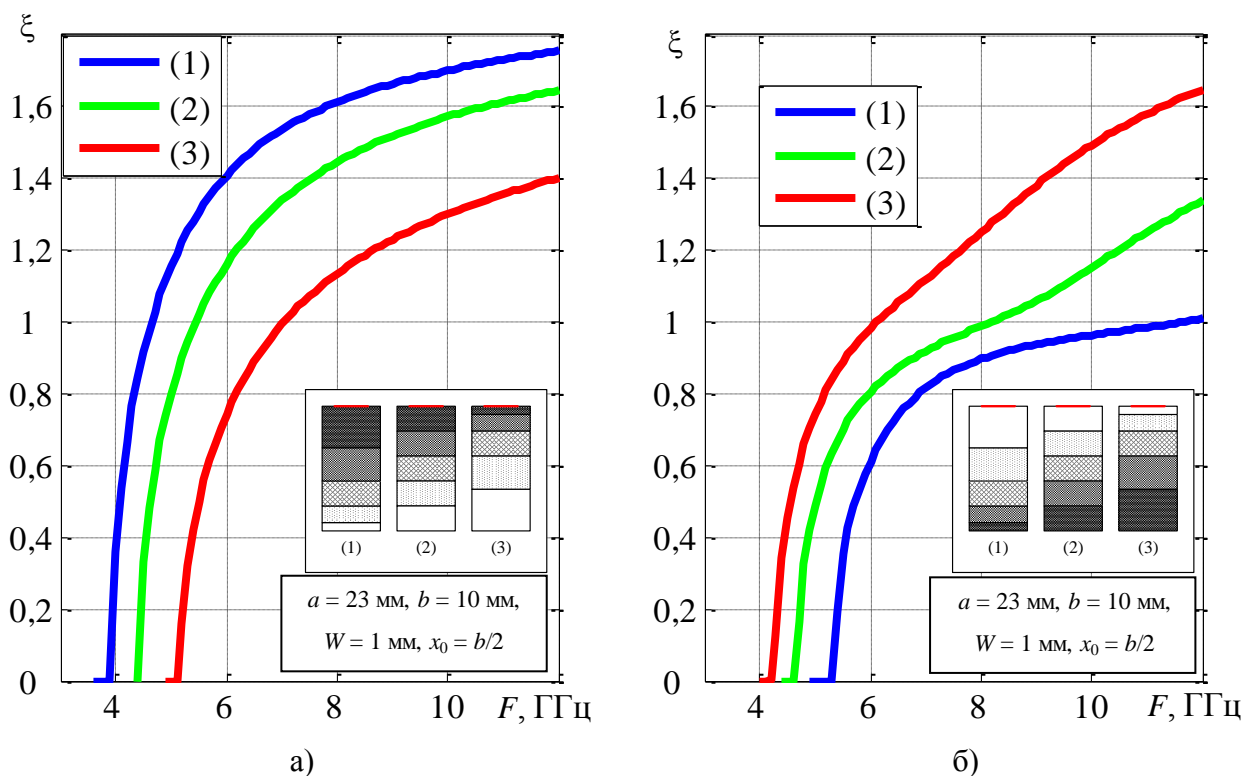 ξ
(1)
(2)
(3)
1,6
1,4
1,2
1
0,8
0,6
0,4
0,2
0
(1) (2) (3)
a = 23 мм, b = 10 мм,
W = 1 мм, x₀ = b/2
4 6 8 10 F, ГГц
а)
ξ
(1)
(2)
(3)
1,6
1,4
1,2
1
0,8
0,6
0,4
0,2
0
(1) (2) (3)
a = 23 мм, b = 10 мм,
W = 1 мм, x₀ = b/2
4 6 8 10 F, ГГц
б)